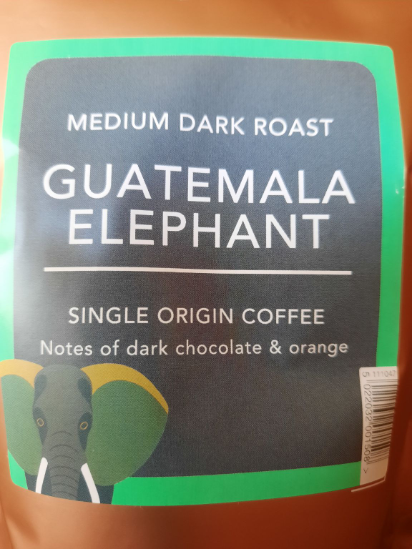 MEDIUM DARK ROAST
GUATEMALA
ELEPHANT
SINGLE ORIGIN COFFEE
Notes of dark chocolate & orange